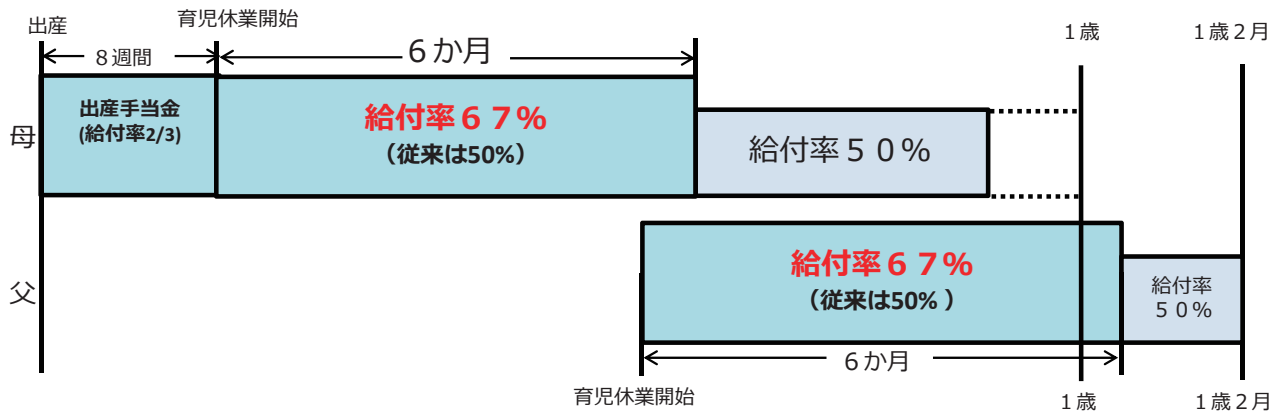 出産
育児休業開始
１歳
１歳２月
８週間
６か月
母
出産手当金
(給付率2/3)
給付率６７%
（従来は50%）
給付率５０%
父
給付率６７%
（従来は50% ）
給付率
５０%
６か月
育児休業開始
１歳
１歳２月